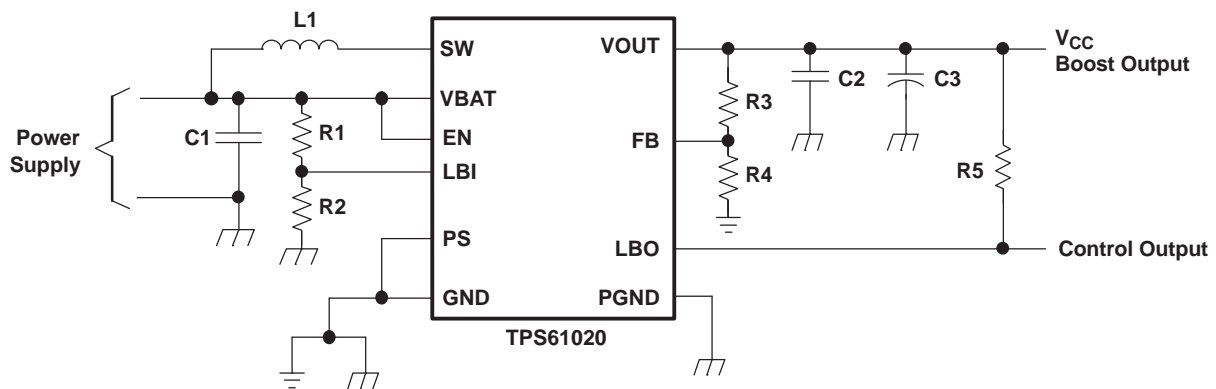 L1
SW
VOUT
VCC
Boost Output
C2
C3
R3
VBAT
Power
Supply
C1
R1
EN
FB
LBI
R4
R5
R2
PS
LBO
Control Output
GND
PGND
TPS61020